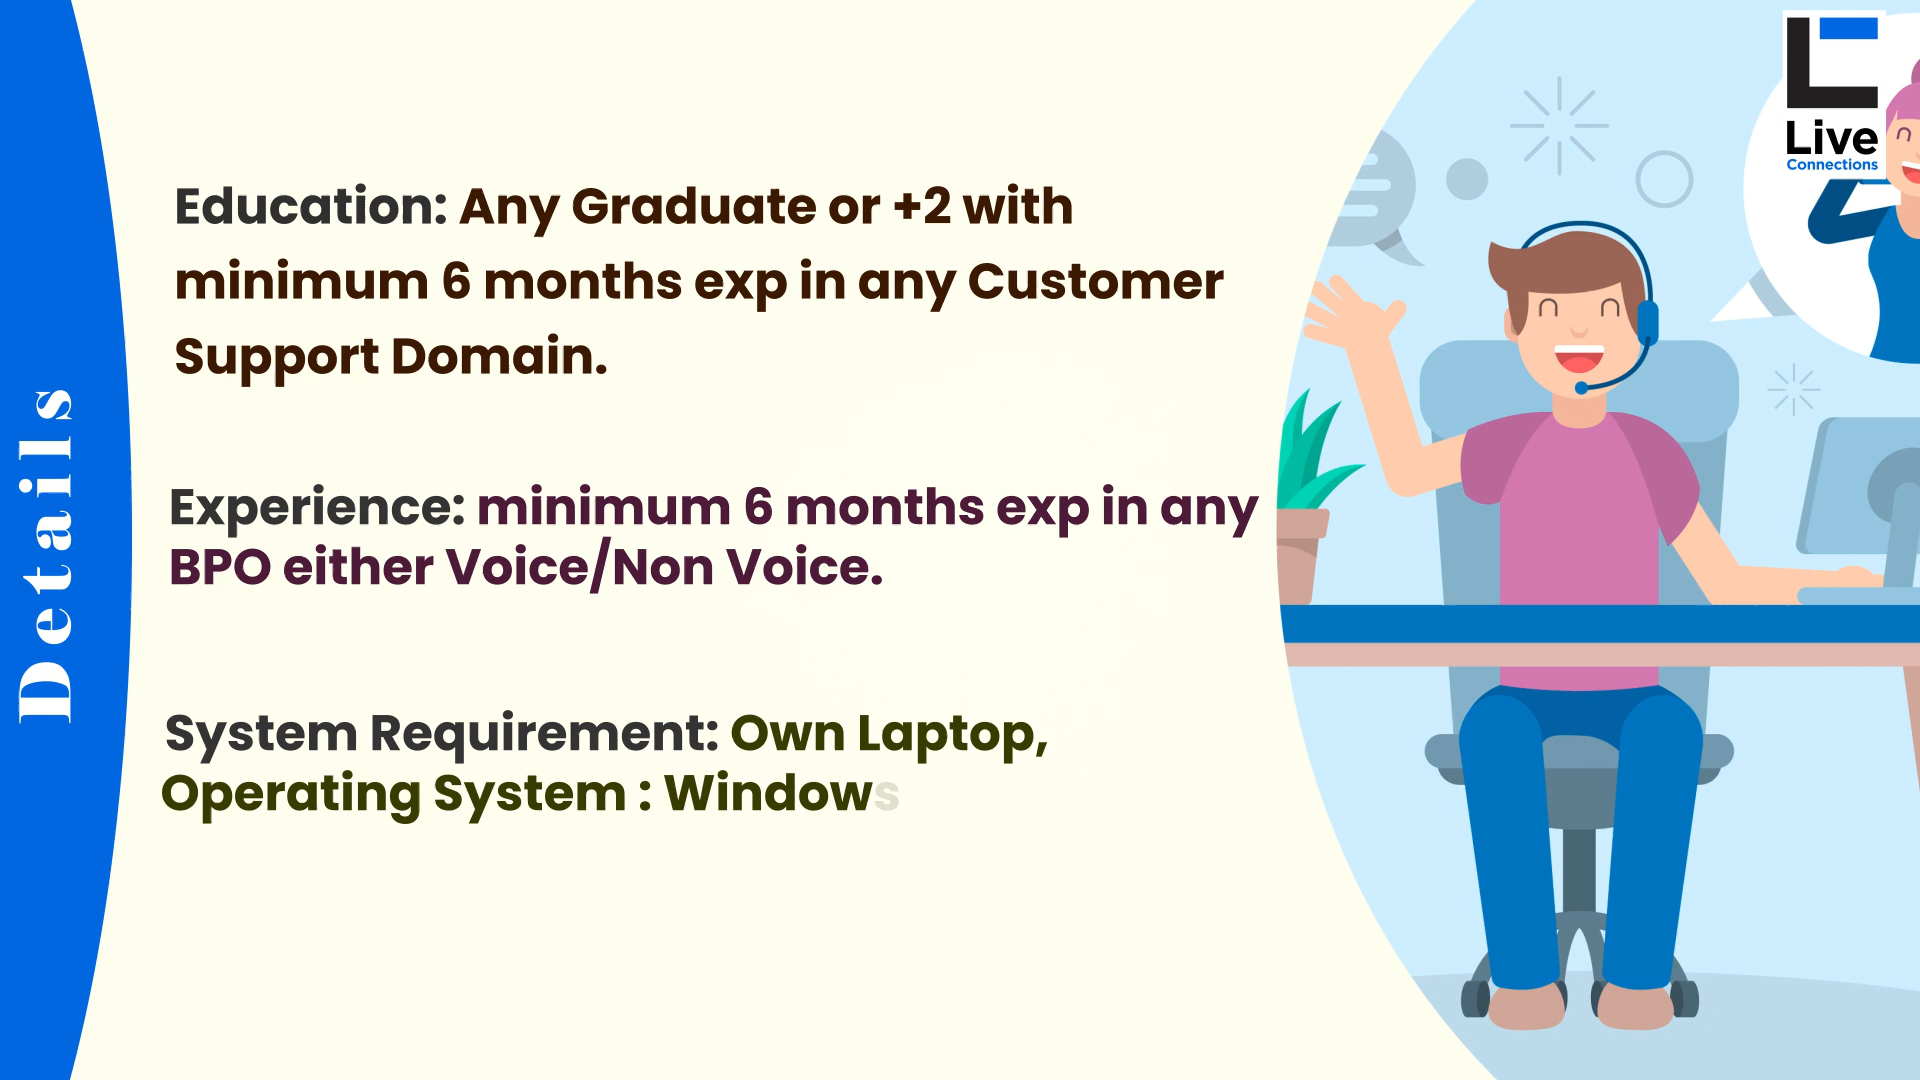 Details
Education: Any Graduate or +2 with
minimum 6 months exp in any Customer
Support Domain.
Experience: minimum 6 months exp in any
BPO either Voice/Non Voice.
System Requirement: Own Laptop,
Operating System : Windows
Live
Connections